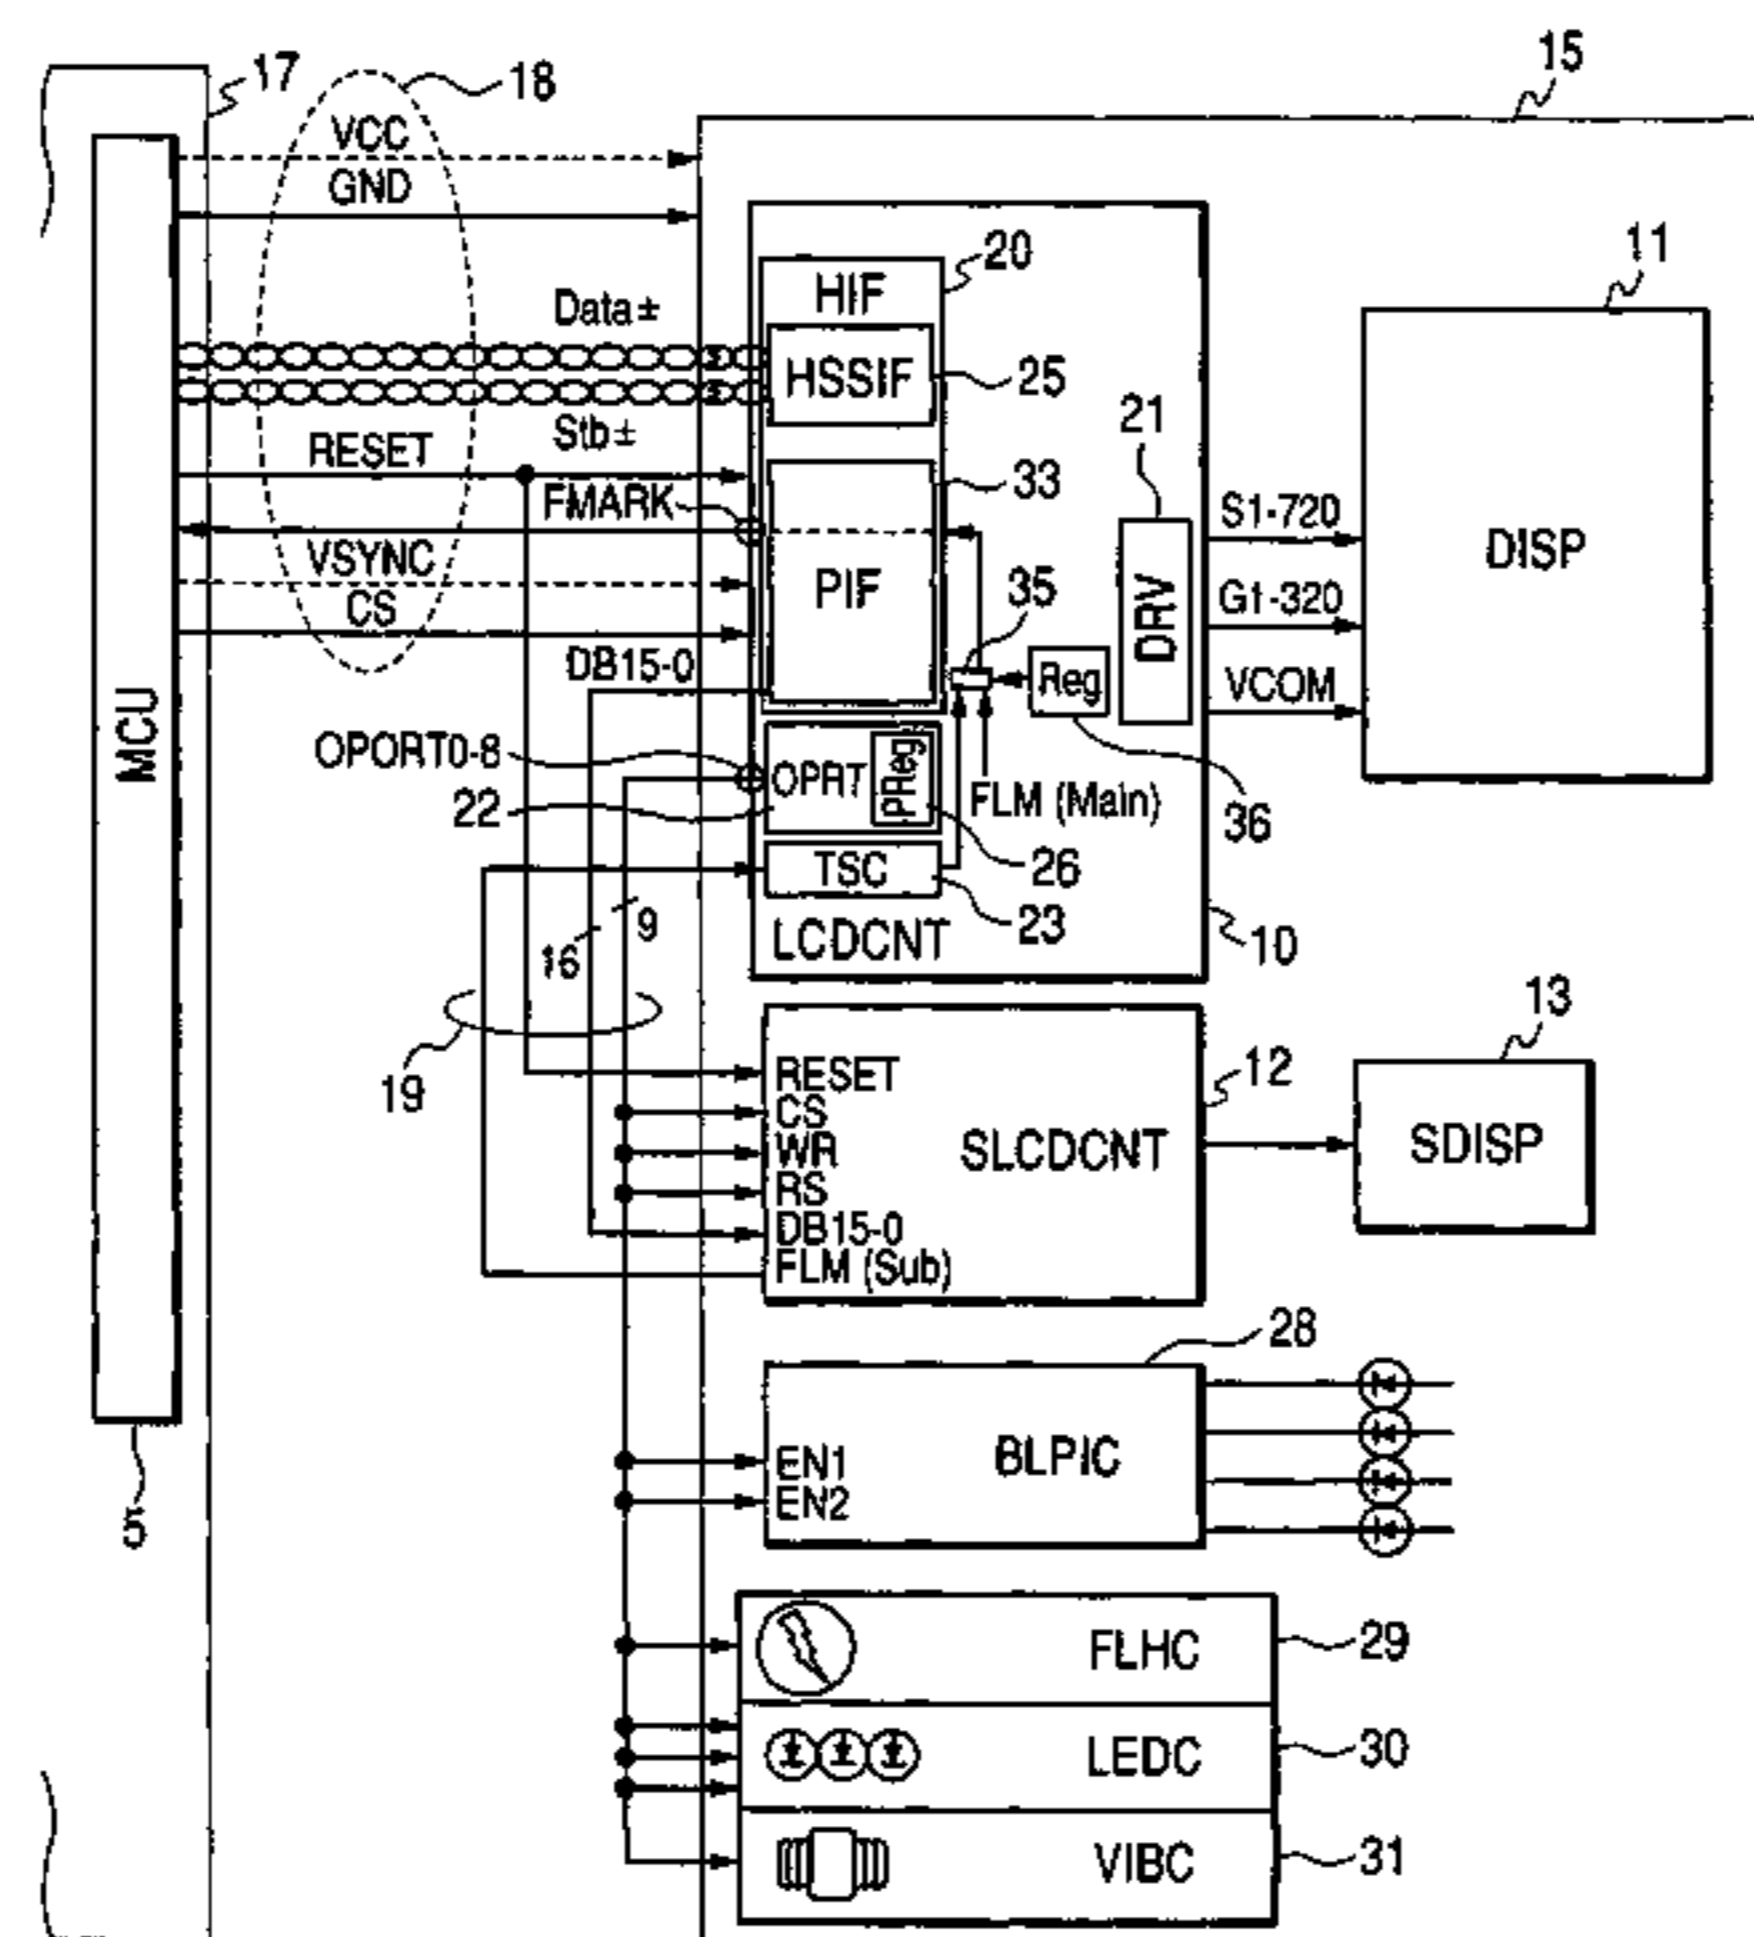 15
17
18
VCC
GND
11
20
HIF
Data±
HSSIF
25
21
Stb±
RESET
33
FMARK
S1-720
DISP
VSYNC
PIF
35
DRV
G1-320
CS
DB15-0
Reg
VCOM
MCU
OPORT0-8
OPRT
PReg
FLM (Main)
22
36
TSC
26
9
23
16
LCDCNT
10
13
19
RESET
12
CS
WR
SLCDCNT
SDISP
RS
DB15-0
FLM (Sub)
28
EN1
BLPIC
EN2
5
FLHC
29
LEDC
30
VIBC
31